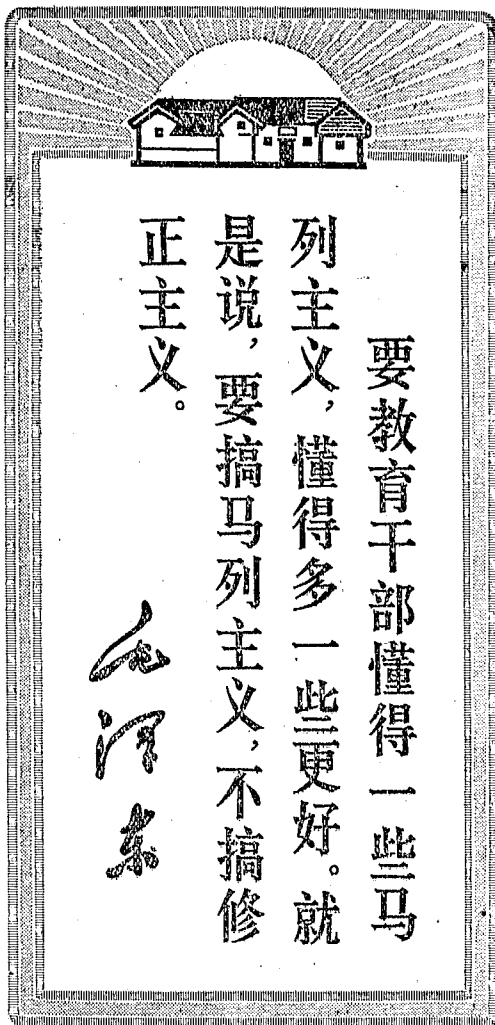 要教育干部懂得一些马
列主义，懂得多一些更好。就
是说，要搞马列主义，不搞修
正主义。
毛泽东